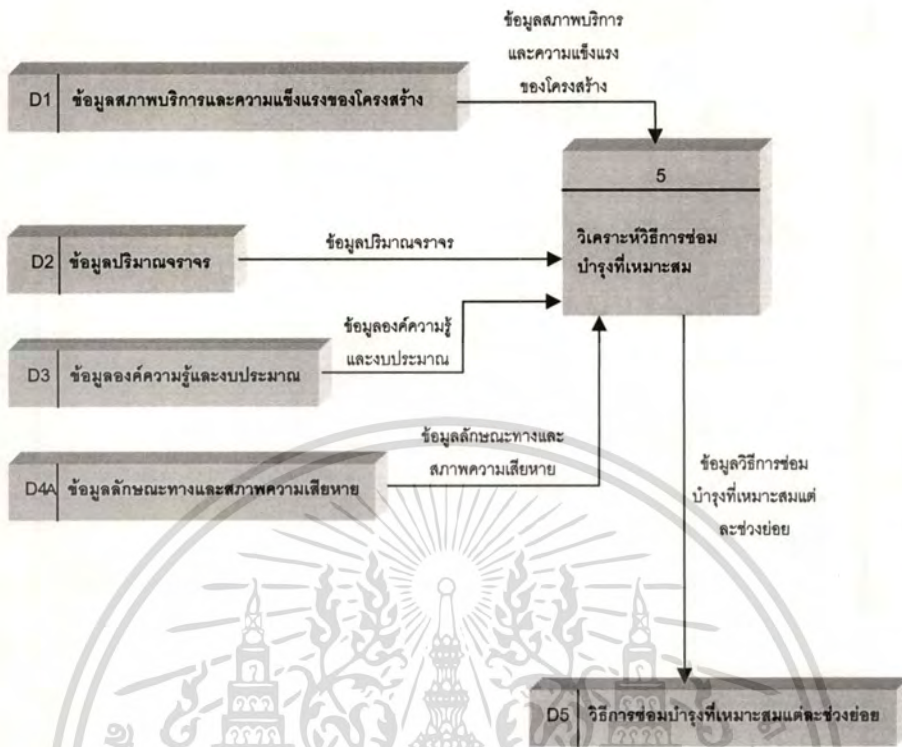 ข้อมูลสภาพบริการ
และความแข็งแรง
ของโครงสร้าง
D1 ข้อมูลสภาพบริการและความแข็งแรงของโครงสร้าง
5
วิเคราะห์วิธีการซ่อม
บำรุงที่เหมาะสม
ข้อมูลปริมาณจราจร
D2 ข้อมูลปริมาณจราจร
ข้อมูลองค์ความรู้
และงบประมาณ
D3 ข้อมูลองค์ความรู้และงบประมาณ
ข้อมูลลักษณะทางและ
สภาพความเสียหาย
D4A ข้อมูลลักษณะทางและสภาพความเสียหาย
ข้อมูลวิธีการซ่อม
บำรุงที่เหมาะสมแต่
ละช่วงย่อย
D5 วิธีการซ่อมบำรุงที่เหมาะสมแต่ละช่วงย่อย